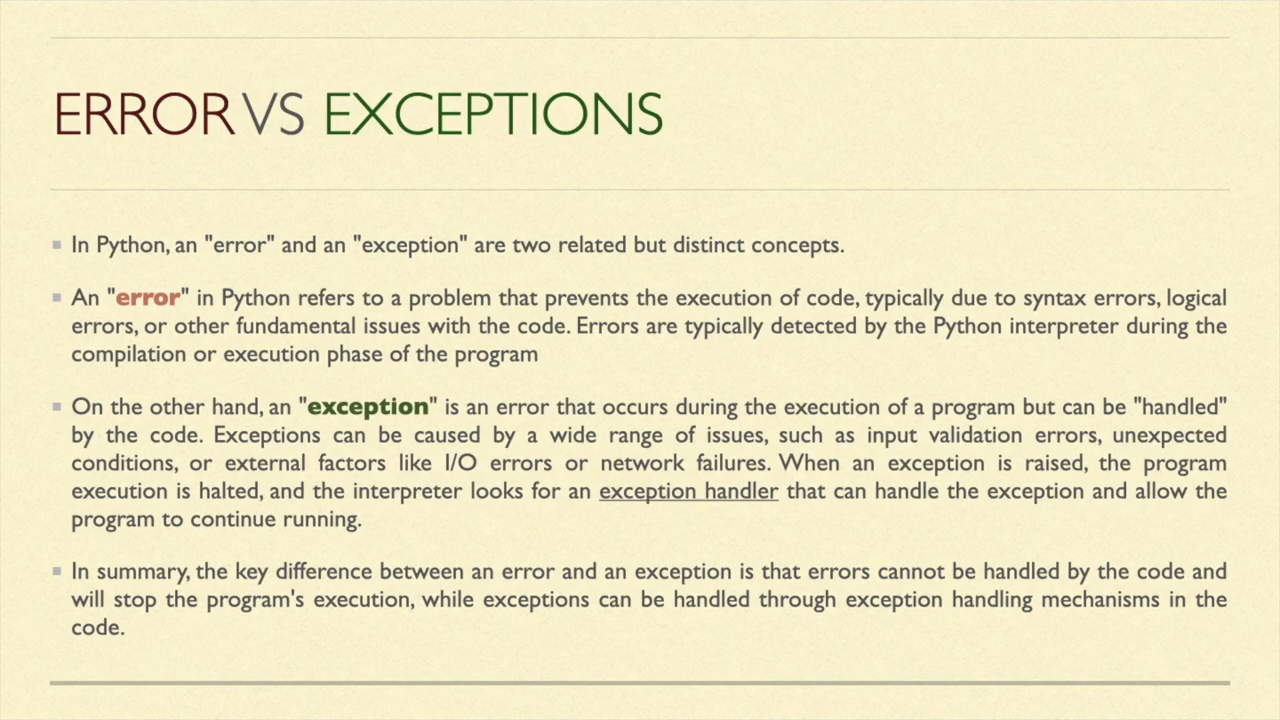 ERROR VS EXCEPTIONS
In Python, an "error" and an "exception" are two related but distinct concepts.
An "error" in Python refers to a problem that prevents the execution of code, typically due to syntax errors, logical
errors, or other fundamental issues with the code. Errors are typically detected by the Python interpreter during the
compilation or execution phase of the program
On the other hand, an "exception" is an error that occurs during the execution of a program but can be "handled"
by the code. Exceptions can be caused by a wide range of issues, such as input validation errors, unexpected
conditions, or external factors like I/O errors or network failures. When an exception is raised, the program
execution is halted, and the interpreter looks for an exception handler that can handle the exception and allow the
program to continue running.
In summary, the key difference between an error and an exception is that errors cannot be handled by the code and
will stop the program's execution, while exceptions can be handled through exception handling mechanisms in the
code.